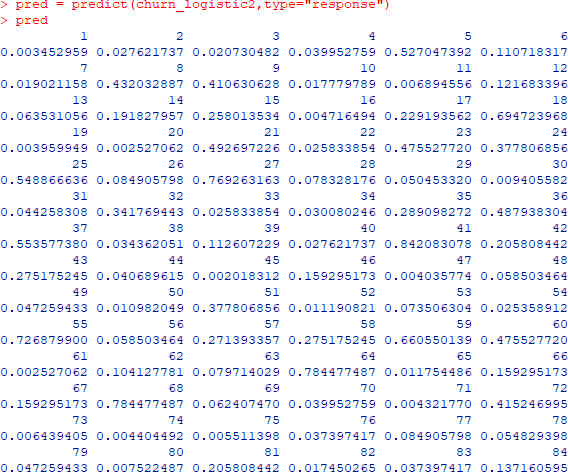 > pred = predict(churn_logistic2,type="response")
> pred
1 2 3 4 5 6
0.003452959 0.027621737 0.020730482 0.039952759 0.527047392 0.110718317
7 8 9 10 11 12
0.019021158 0.432032887 0.410630628 0.017779789 0.006894556 0.121683396
13 14 15 16 17 18
0.063531056 0.191827957 0.258013534 0.004716494 0.229193562 0.694723968
19 20 21 22 23 24
0.003959949 0.002527062 0.492697226 0.025833854 0.475527720 0.377806856
25 26 27 28 29 30
0.548866636 0.084905798 0.769263163 0.078328176 0.050453320 0.009405582
31 32 33 34 35 36
0.044258308 0.341769443 0.025833854 0.030080246 0.289098272 0.487938304
37 38 39 40 41 42
0.553577380 0.034362051 0.112607229 0.027621737 0.842083078 0.205808442
43 44 45 46 47 48
0.275175245 0.040689615 0.002018312 0.159295173 0.004035774 0.058503464
49 50 51 52 53 54
0.047259433 0.010982049 0.377806856 0.011190821 0.073506304 0.025358912
55 56 57 58 59 60
0.726879900 0.058503464 0.271393357 0.275175245 0.660550139 0.475527720
61 62 63 64 65 66
0.002527062 0.104127781 0.079714029 0.784477487 0.011754486 0.159295173
67 68 69 70 71 72
0.159295173 0.784477487 0.062407470 0.039952759 0.004321770 0.415246995
73 74 75 76 77 78
0.006439405 0.004404492 0.005511398 0.037397417 0.084905798 0.054829398
79 80 81 82 83 84
0.047259433 0.007522487 0.205808442 0.017450265 0.037397417 0.137160595